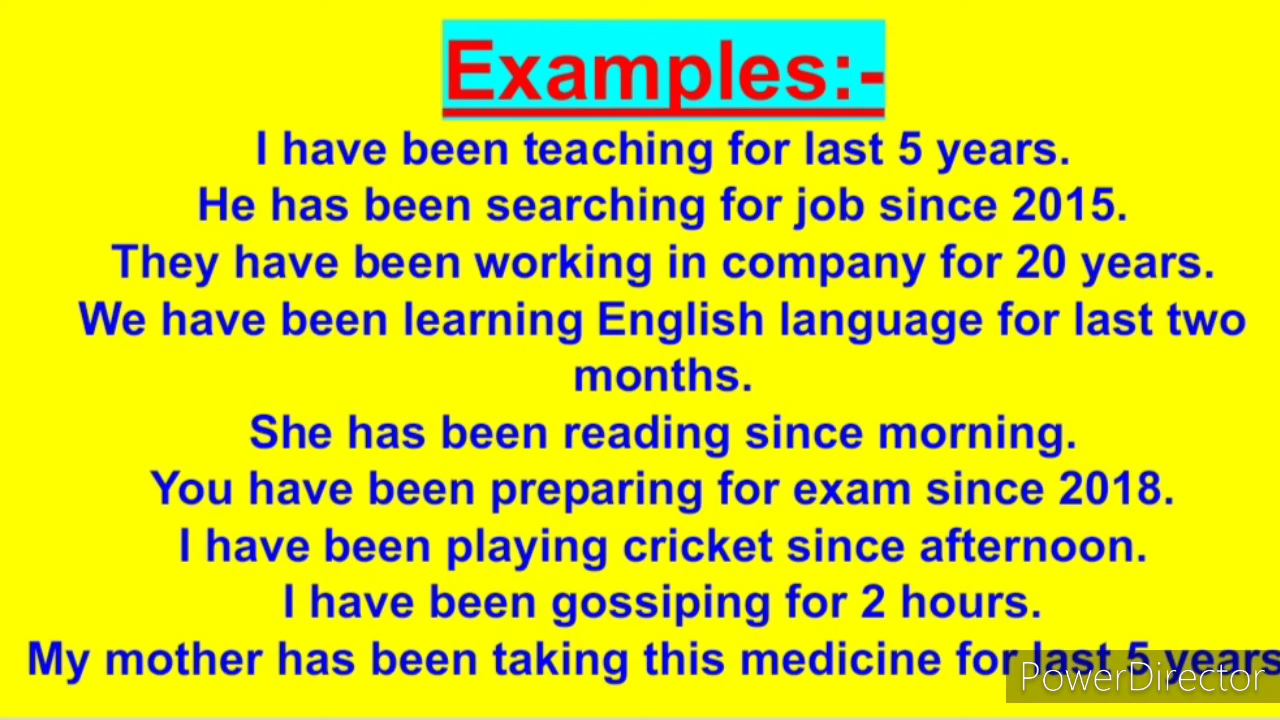 Examples:-
I have been teaching for last 5 years.
He has been searching for job since 2015.
They have been working in company for 20 years.
We have been learning English language for last two
months.
She has been reading since morning.
You have been preparing for exam since 2018.
I have been playing cricket since afternoon.
I have been gossiping for 2 hours.
My mother has been taking this medicine for last 5 years
PowerDirector